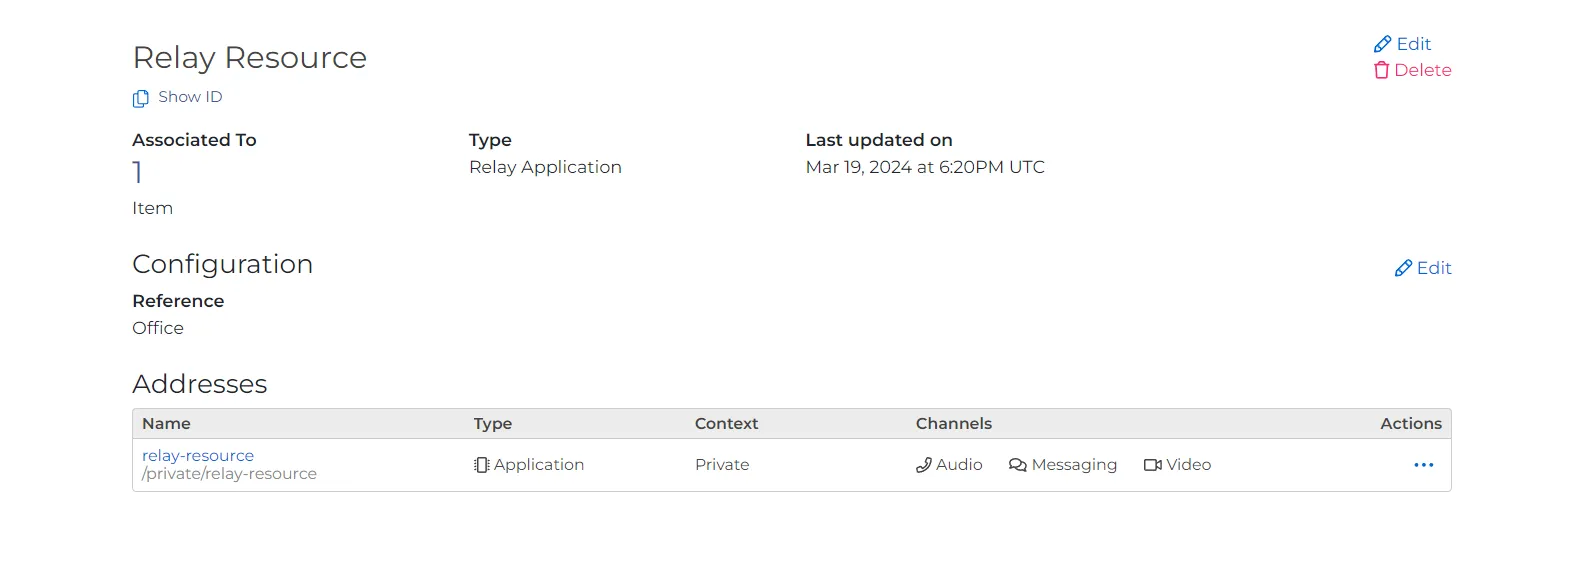 Relay Resource
Edit
Delete
Show ID
Associated To
Type
Last updated on
1
Relay Application
Mar 19, 2024 at 6:20PM UTC
Item
Configuration
Edit
Reference
Office
Addresses
Name Type Context Channels Actions
relay-resource
/private/relay-resource
Application Private Audio Messaging Video